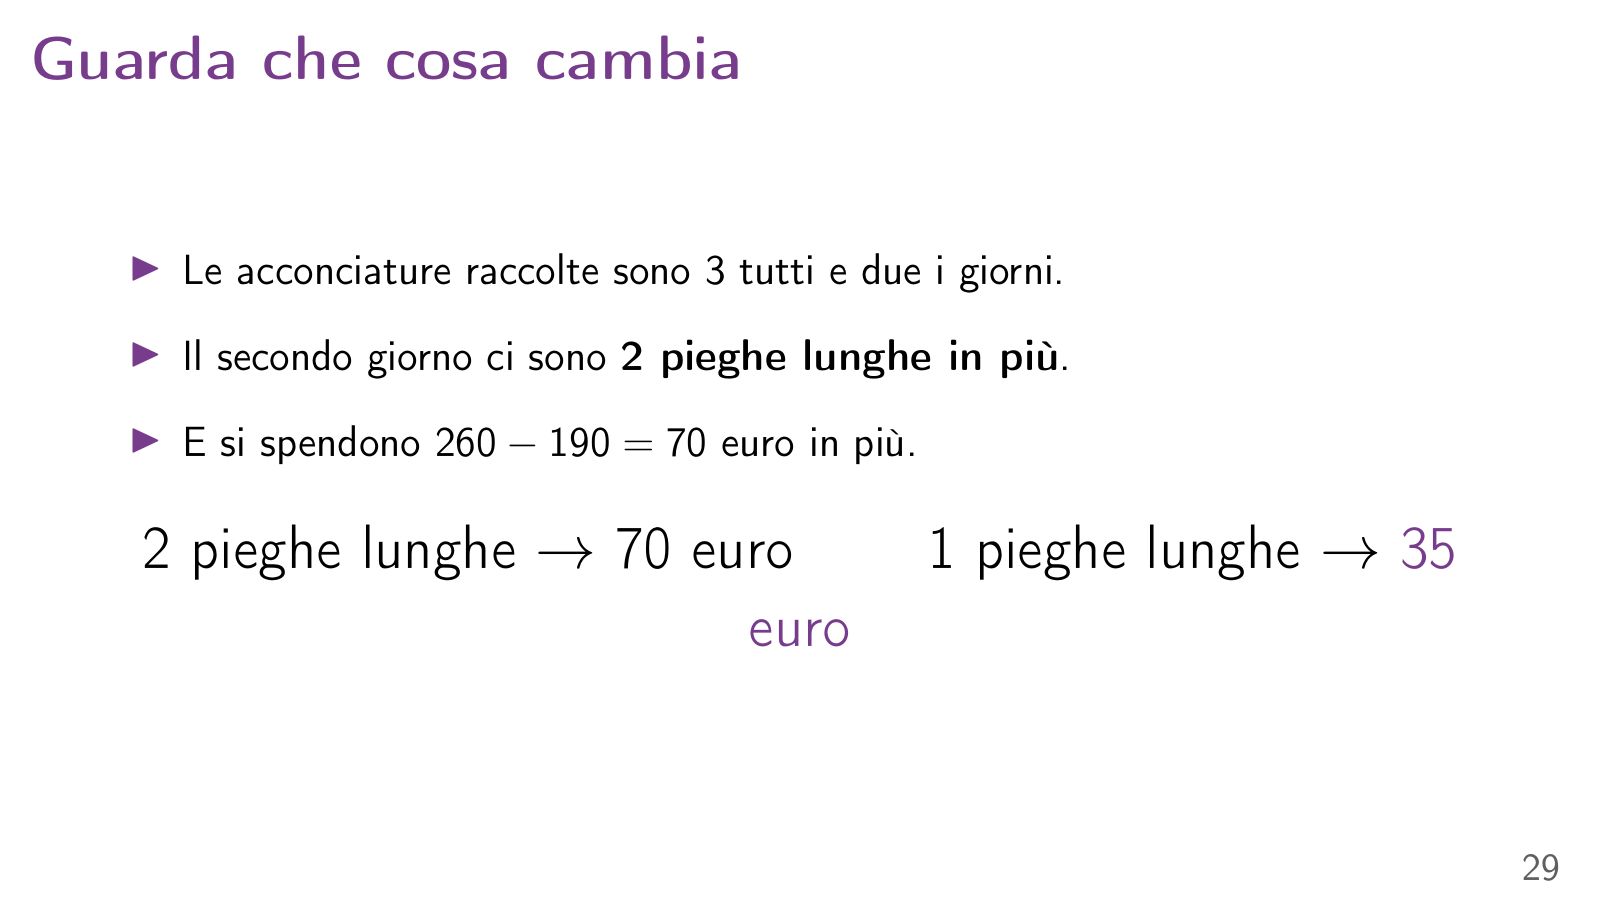 Guarda che cosa cambia
▶ Le acconciature raccolte sono 3 tutti e due i giorni.
▶ Il secondo giorno ci sono 2 pieghe lunghe in più.
▶ E si spendono 260 − 190 = 70 euro in più.
2 pieghe lunghe → 70 euro 1 pieghe lunghe → 35
euro
29